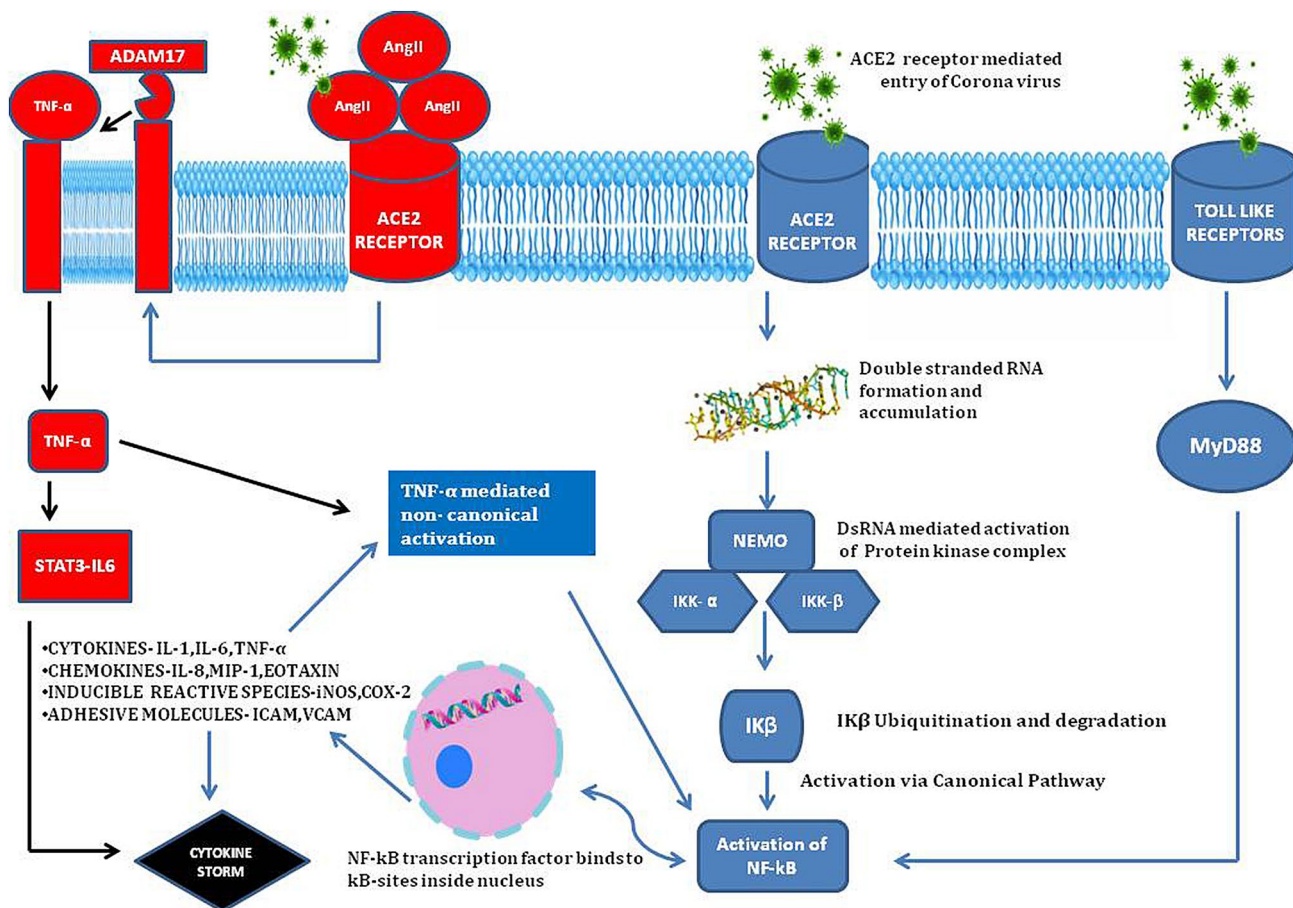 ADAM17
TNF-α
AngII
AngII
AngII
ACE2
RECEPTOR
ACE2 receptor mediated
entry of Corona virus
ACE2
RECEPTOR
TOLL LIKE
RECEPTORS
Double stranded RNA
formation and
accumulation
MyD88
TNF-α
TNF-α mediated
non- canonical
activation
STAT3-IL6
NEMO
IKK- α
IKK-β
DsRNA mediated activation
of Protein kinase complex
•CYTOKINES- IL-1,IL-6,TNF-α
•CHEMOKINES-IL-8,MIP-1,EOTAXIN
•INDUCIBLE REACTIVE SPECIES-iNOS,COX-2
•ADHESIVE MOLECULES- ICAM,VCAM
IKβ
IKβ Ubiquitination and degradation
Activation via Canonical Pathway
CYTOKINE
STORM
NF-kB transcription factor binds to
kB-sites inside nucleus
Activation of
NF-kB